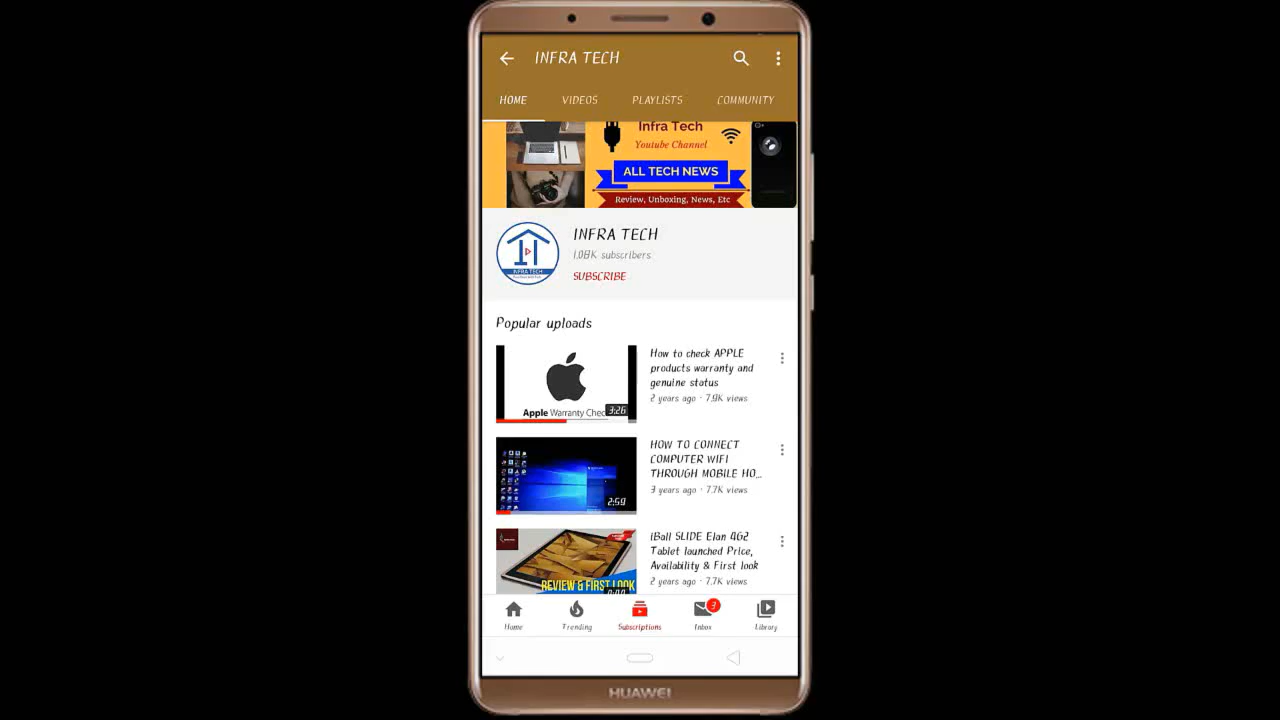 INFRA TECH
HOME VIDEOS PLAYLISTS COMMUNITY
Infra Tech
Youtube Channel
ALL TECH NEWS
Review, Unboxing, News, Etc
INFRA TECH
1.08K subscribers
INFRA TECH
SUBSCRIBE
Popular uploads
How to check APPLE
products warranty and
genuine status
2 years ago · 7.9K views
Apple Warranty Chec
3:26
HOW TO CONNECT
COMPUTER WIFI
THROUGH MOBILE HO...
3 years ago · 7.7K views
2:59
iBall SLIDE Elan 4G2
Tablet launched Price,
Availability & First look
2 years ago · 7.7K views
REVIEW & FIRST LOOK
3
Home Trending Subscriptions Inbox Library
HUAWEI